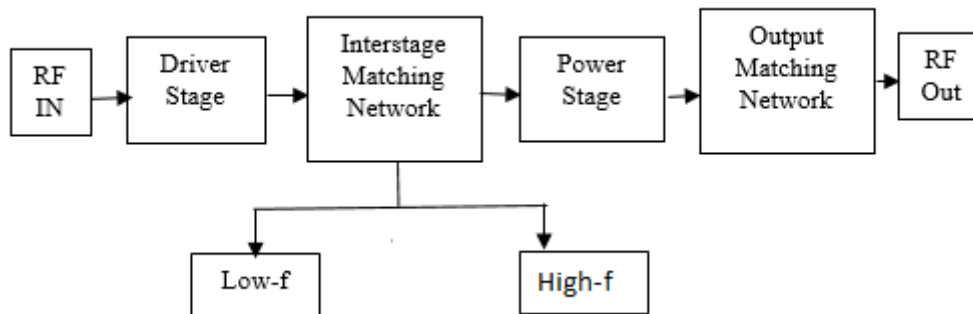 RF
IN
Driver
Stage
Interstage
Matching
Network
Power
Stage
Output
Matching
Network
RF
Out
Low-f
High-f